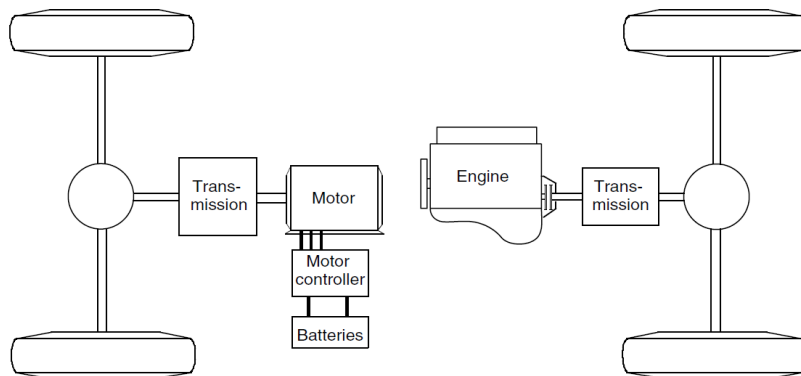 Trans-
mission
Motor
Motor
controller
Batteries
Engine
Trans-
mission